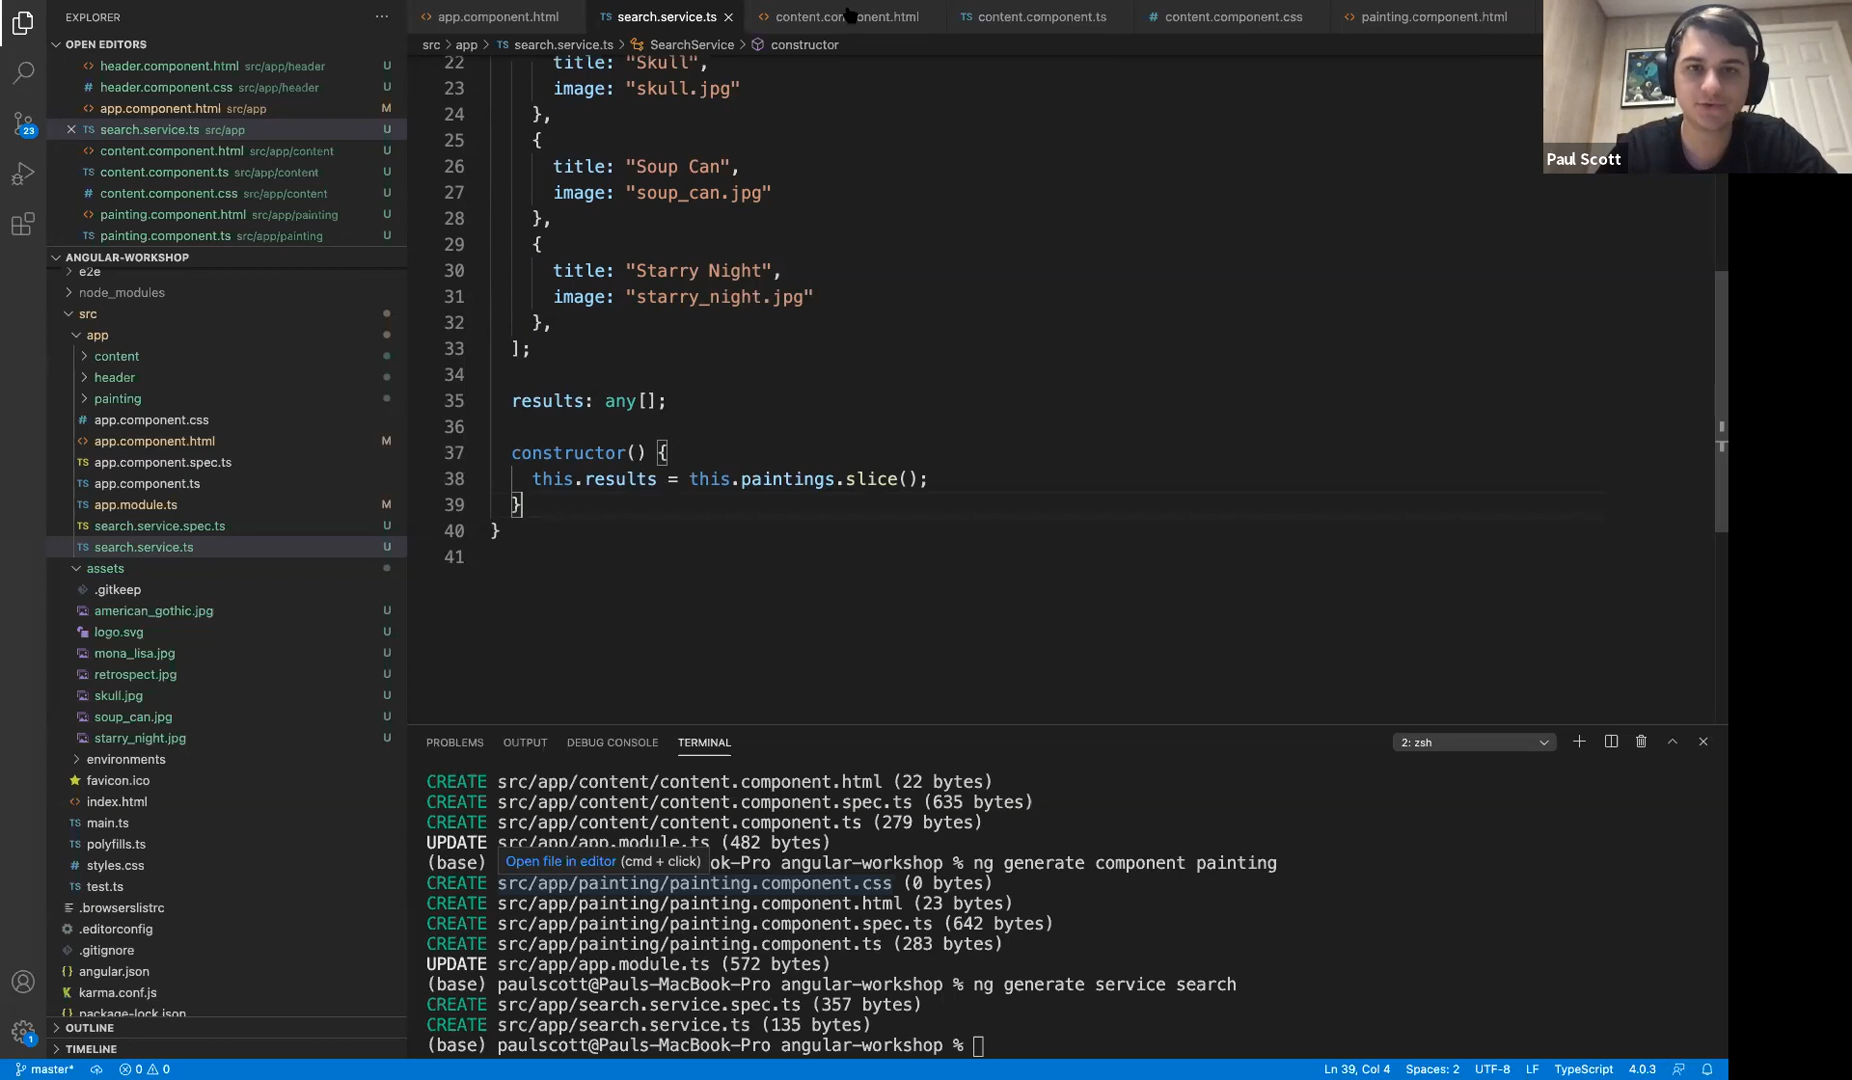 EXPLORER
OPEN EDITORS
header.component.html src/app/header U
header.component.css src/app/header U
app.component.html src/app M
search.service.ts src/app U
content.component.html src/app/content U
content.component.ts src/app/content U
content.component.css src/app/content U
painting.component.html src/app/painting U
painting.component.ts src/app/painting U
ANGULAR-WORKSHOP
e2e
node_modules
src
app
content
header
painting
app.component.css
app.component.html M
app.component.spec.ts
app.component.ts
app.module.ts M
search.service.spec.ts U
search.service.ts U
assets
.gitkeep
american_gothic.jpg U
logo.svg U
mona_lisa.jpg U
retrospect.jpg U
skull.jpg U
soup_can.jpg U
starry_night.jpg U
environments
favicon.ico
index.html
main.ts
polyfills.ts
styles.css
test.ts
.browserslistrc
.editorconfig
.gitignore
angular.json
karma.conf.js
package-lock.json
OUTLINE
TIMELINE
23
1
app.component.html
search.service.ts
content.component.html
content.component.ts
content.component.css
painting.component.html
src > app > search.service.ts > SearchService > constructor
22 title: "Skull",
23 image: "skull.jpg"
24 },
25 {
26 title: "Soup Can",
27 image: "soup_can.jpg"
28 },
29 {
30 title: "Starry Night",
31 image: "starry_night.jpg"
32 },
33 ];
34
35 results: any[];
36
37 constructor() {
38 this.results = this.paintings.slice();
39 }
40 }
41
Paul Scott
PROBLEMS OUTPUT DEBUG CONSOLE TERMINAL 2: zsh
CREATE src/app/content/content.component.html (22 bytes)
CREATE src/app/content/content.component.spec.ts (635 bytes)
CREATE src/app/content/content.component.ts (279 bytes)
UPDATE src/app/app.module.ts (482 bytes)
Open file in editor (cmd + click)
(base) ook-Pro angular-workshop % ng generate component painting
CREATE src/app/painting/painting.component.css (0 bytes)
CREATE src/app/painting/painting.component.html (23 bytes)
CREATE src/app/painting/painting.component.spec.ts (642 bytes)
CREATE src/app/painting/painting.component.ts (283 bytes)
UPDATE src/app/app.module.ts (572 bytes)
(base) paulscott@Pauls-MacBook-Pro angular-workshop % ng generate service search
CREATE src/app/search.service.spec.ts (357 bytes)
CREATE src/app/search.service.ts (135 bytes)
(base) paulscott@Pauls-MacBook-Pro angular-workshop %
master* 0 0 Ln 39, Col 4 Spaces: 2 UTF-8 LF TypeScript 4.0.3